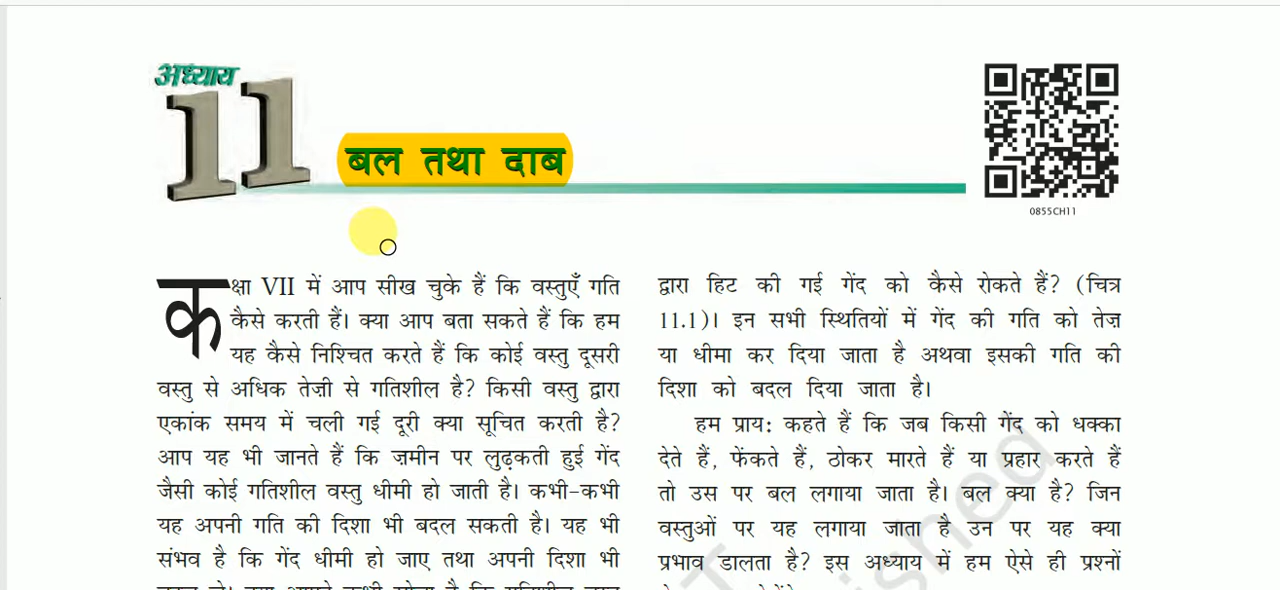 अध्याय
11
बल तथा दाब
0855CH11
कक्षा VII में आप सीख चुके हैं कि वस्तुएँ गति
कैसे करती हैं। क्या आप बता सकते हैं कि हम
यह कैसे निश्चित करते हैं कि कोई वस्तु दूसरी
वस्तु से अधिक तेज़ी से गतिशील है? किसी वस्तु द्वारा
एकांक समय में चली गई दूरी क्या सूचित करती है?
आप यह भी जानते हैं कि ज़मीन पर लुढ़कती हुई गेंद
जैसी कोई गतिशील वस्तु धीमी हो जाती है। कभी-कभी
यह अपनी गति की दिशा भी बदल सकती है। यह भी
संभव है कि गेंद धीमी हो जाए तथा अपनी दिशा भी
द्वारा हिट की गई गेंद को कैसे रोकते हैं? (चित्र
11.1)। इन सभी स्थितियों में गेंद की गति को तेज़
या धीमा कर दिया जाता है अथवा इसकी गति की
दिशा को बदल दिया जाता है।
हम प्राय: कहते हैं कि जब किसी गेंद को धक्का
देते हैं, फेंकते हैं, ठोकर मारते हैं या प्रहार करते हैं
तो उस पर बल लगाया जाता है। बल क्या है? जिन
वस्तुओं पर यह लगाया जाता है उन पर यह क्या
प्रभाव डालता है? इस अध्याय में हम ऐसे ही प्रश्नों